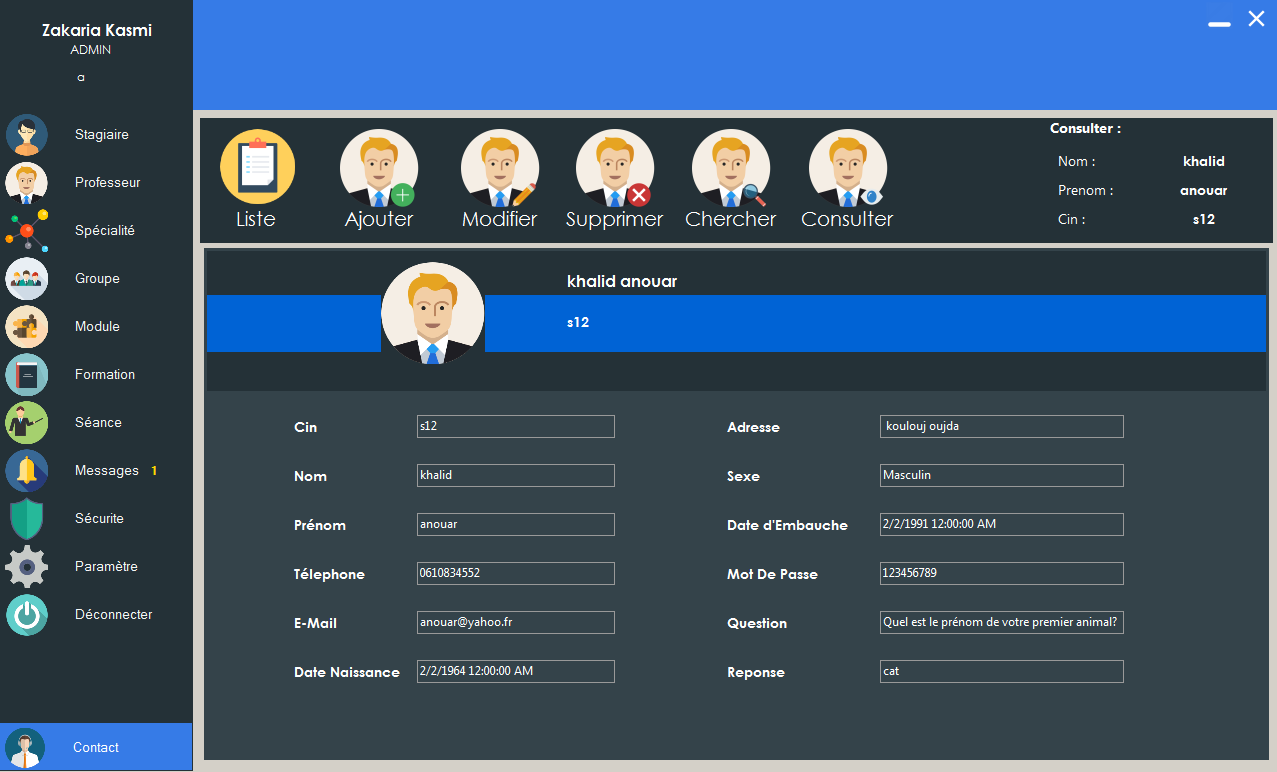 Zakaria Kasmi
ADMIN
a
Stagiaire
Professeur
Spécialité
Groupe
Module
Formation
Séance
Messages 1
Sécurite
Paramètre
Déconnecter
Contact
Liste
Ajouter
Modifier
Supprimer
Chercher
Consulter
Consulter :
Nom : khalid
Prenom : anouar
Cin : s12
khalid anouar
s12
Cin s12
Nom khalid
Prénom anouar
Télephone 0610834552
E-Mail anouar@yahoo.fr
Date Naissance 2/2/1964 12:00:00 AM
Adresse koulouj oujda
Sexe Masculin
Date d'Embauche 2/2/1991 12:00:00 AM
Mot De Passe 123456789
Question Quel est le prénom de votre premier animal?
Reponse cat